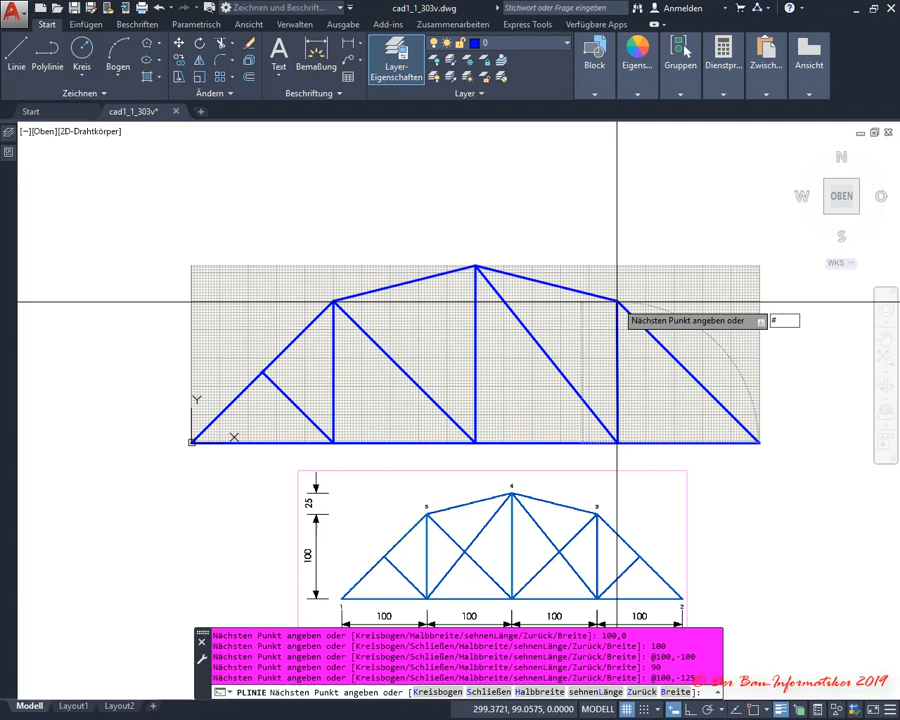 A Zeichnen und Beschriften cad1_1_303v.dwg Stichwort oder Frage eingeben Anmelden ?
Start Einfügen Beschriften Parametrisch Ansicht Verwalten Ausgabe Add-ins Zusammenarbeiten Express Tools Verfügbare Apps
Linie Polylinie Kreis Bogen Text Bemaßung Layer-Eigenschaften 0 Block Eigens... Gruppen Dienstpr... Zwisch... Ansicht
Zeichnen Ändern Beschriftung Layer
Start cad1_1_303v* +
[−][Oben][2D-Drahtkörper]
N
W OBEN O
S
WKS
Nächsten Punkt angeben oder #
Y
X
4
25
5 3
100
1 2
100 100 100 100
Nächsten Punkt angeben oder [Kreisbogen/Halbbreite/sehnenLänge/Zurück/Breite]: 100,0
Nächsten Punkt angeben oder [Kreisbogen/Schließen/Halbbreite/sehnenLänge/Zurück/Breite]: 100
Nächsten Punkt angeben oder [Kreisbogen/Schließen/Halbbreite/sehnenLänge/Zurück/Breite]: @100,-100
Nächsten Punkt angeben oder [Kreisbogen/Schließen/Halbbreite/sehnenLänge/Zurück/Breite]: 90
Nächsten Punkt angeben oder [Kreisbogen/Schließen/Halbbreite/sehnenLänge/Zurück/Breite]: @100,-125
PLINIE Nächsten Punkt angeben oder [Kreisbogen Schließen Halbbreite sehnenLänge Zurück Breite]:
© Der Bau-Informatiker 2019
Modell Layout1 Layout2 + 299.3721, 99.0575, 0.0000 MODELL